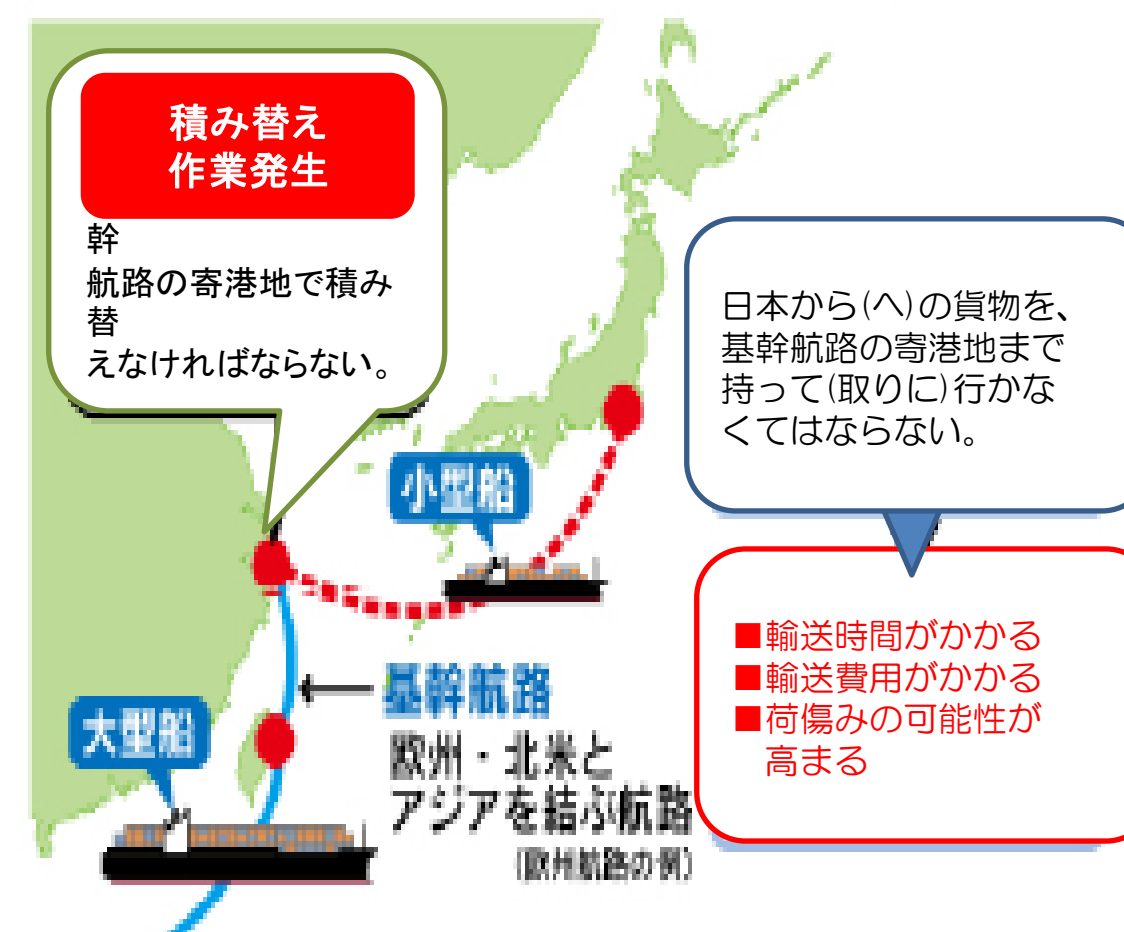 積み替え
作業発生
幹
航路の寄港地で積み
替
えなければならない。
日本から(へ)の貨物を、
基幹航路の寄港地まで
持って(取りに)行かな
くてはならない。
小型船
■輸送時間がかかる
■輸送費用がかかる
■荷傷みの可能性が
高まる
大型船
基幹航路
欧州・北米と
アジアを結ぶ航路
(欧州航路の例)